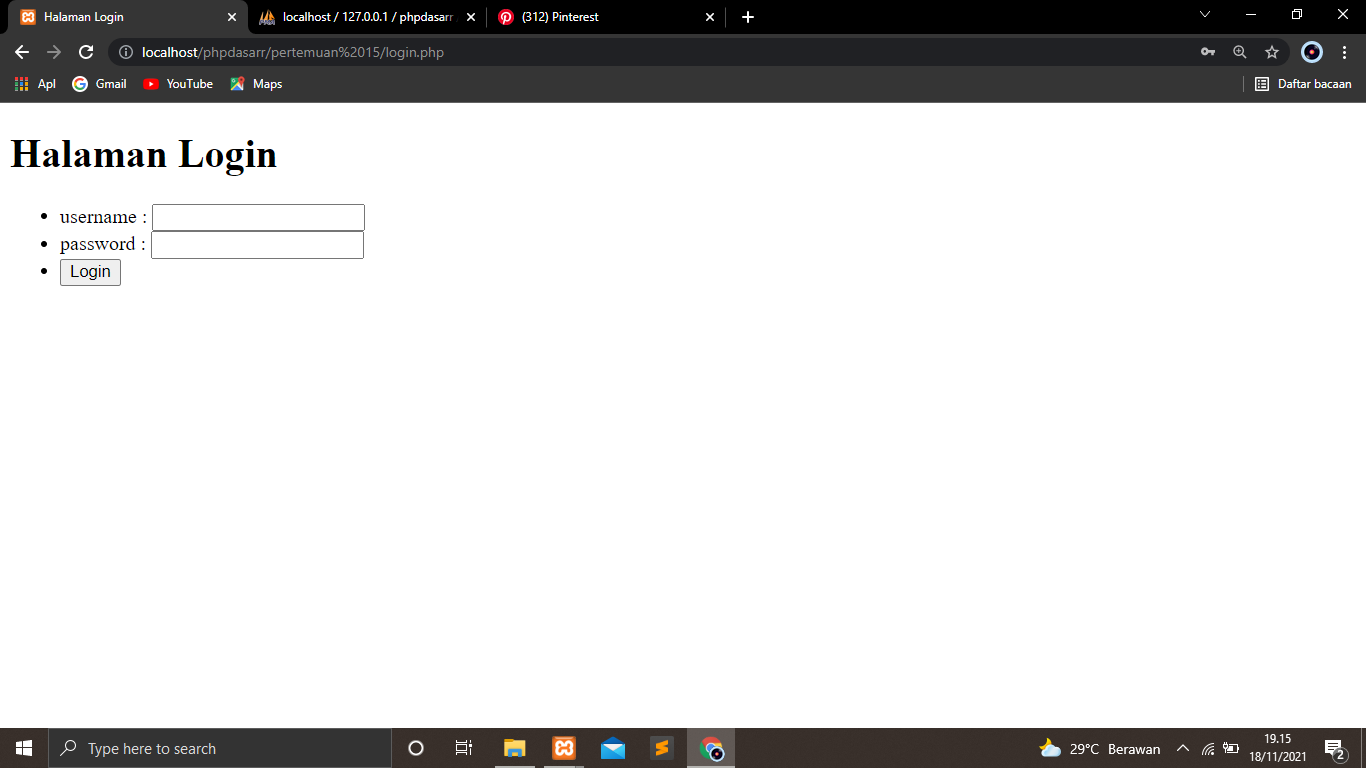 Halaman Login
localhost / 127.0.0.1 / phpdasarr
(312) Pinterest
localhost/phpdasarr/pertemuan%2015/login.php
Apl
Gmail
YouTube
Maps
Daftar bacaan
Halaman Login
username :
password :
Login
Type here to search
29°C Berawan
19.15
18/11/2021
2